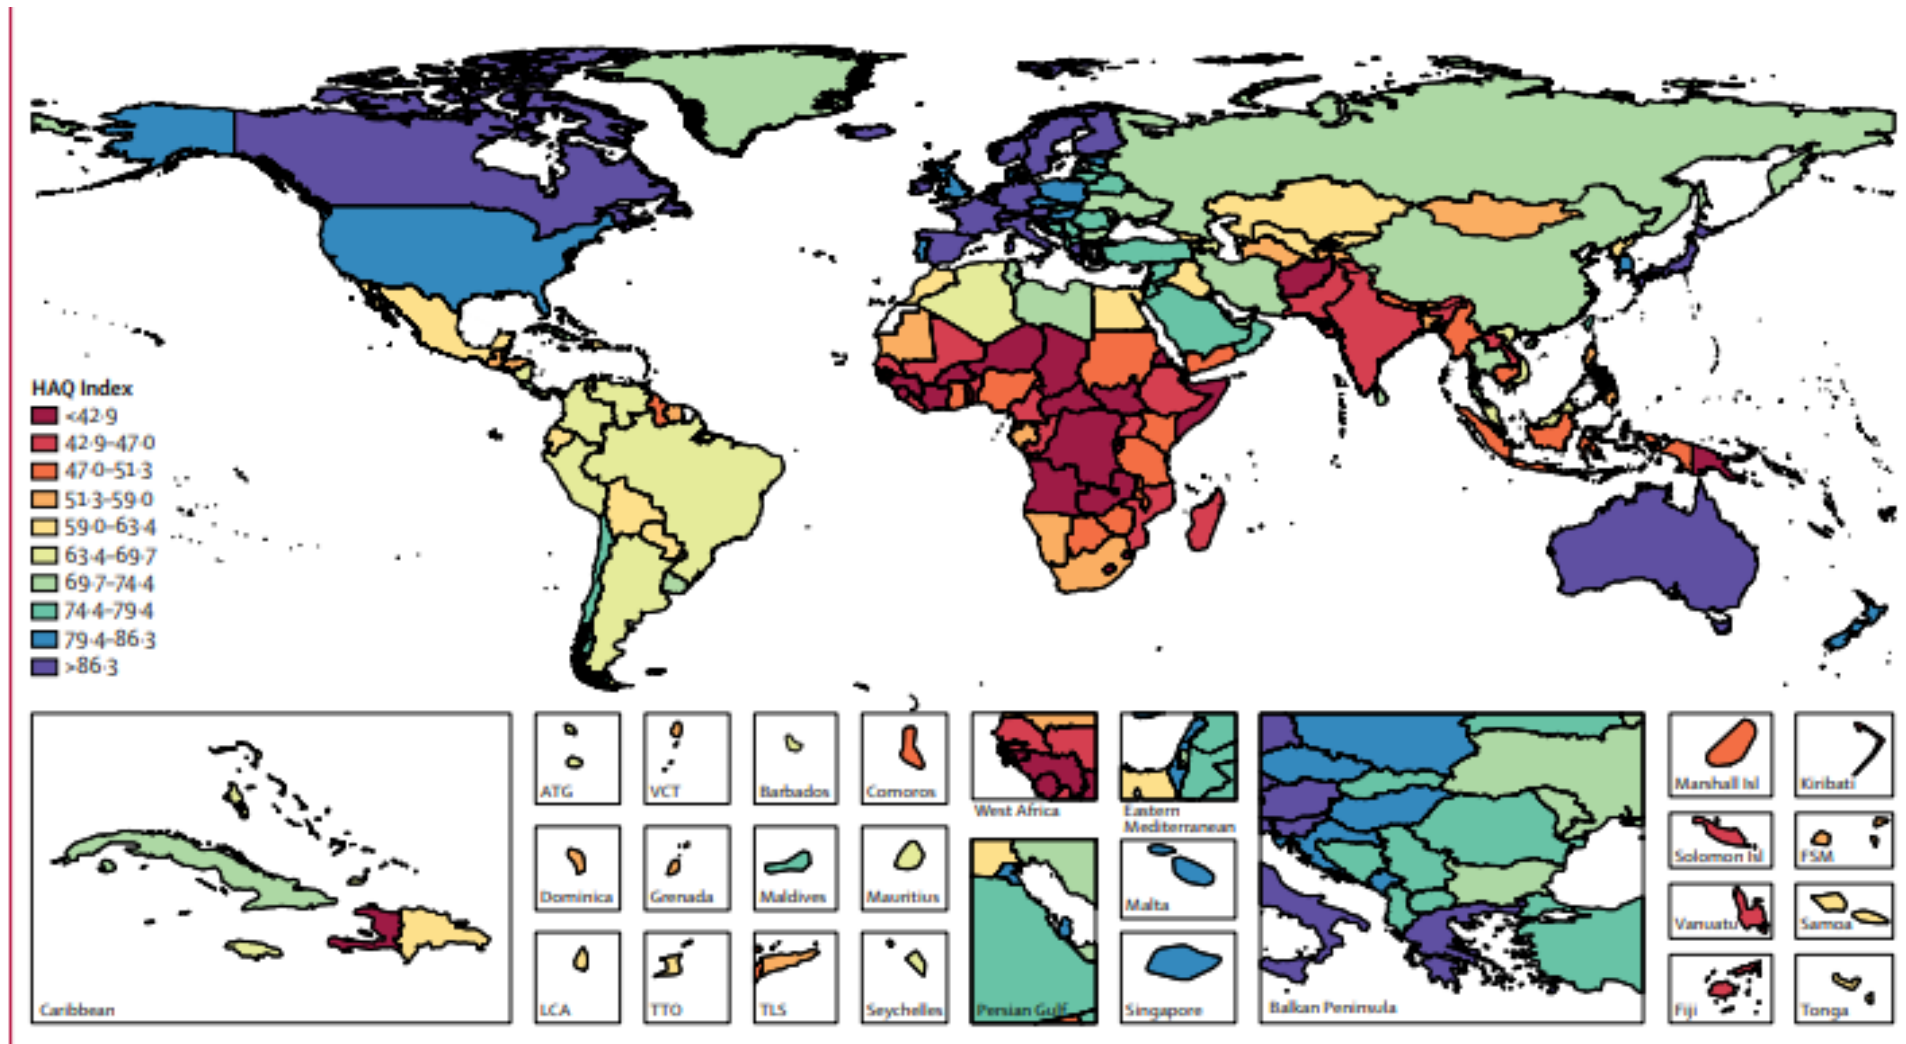 HAQ Index
<42·9
42·9–47·0
47·0–51·3
51·3–59·0
59·0–63·4
63·4–69·7
69·7–74·4
74·4–79·4
79·4–86·3
>86·3
Caribbean
ATG
VCT
Barbados
Comoros
Dominica
Grenada
Maldives
Mauritius
LCA
TTO
TLS
Seychelles
West Africa
Eastern
Mediterranean
Persian Gulf
Malta
Singapore
Balkan Peninsula
Marshall Isl
Kiribati
Solomon Isl
FSM
Vanuatu
Samoa
Fiji
Tonga